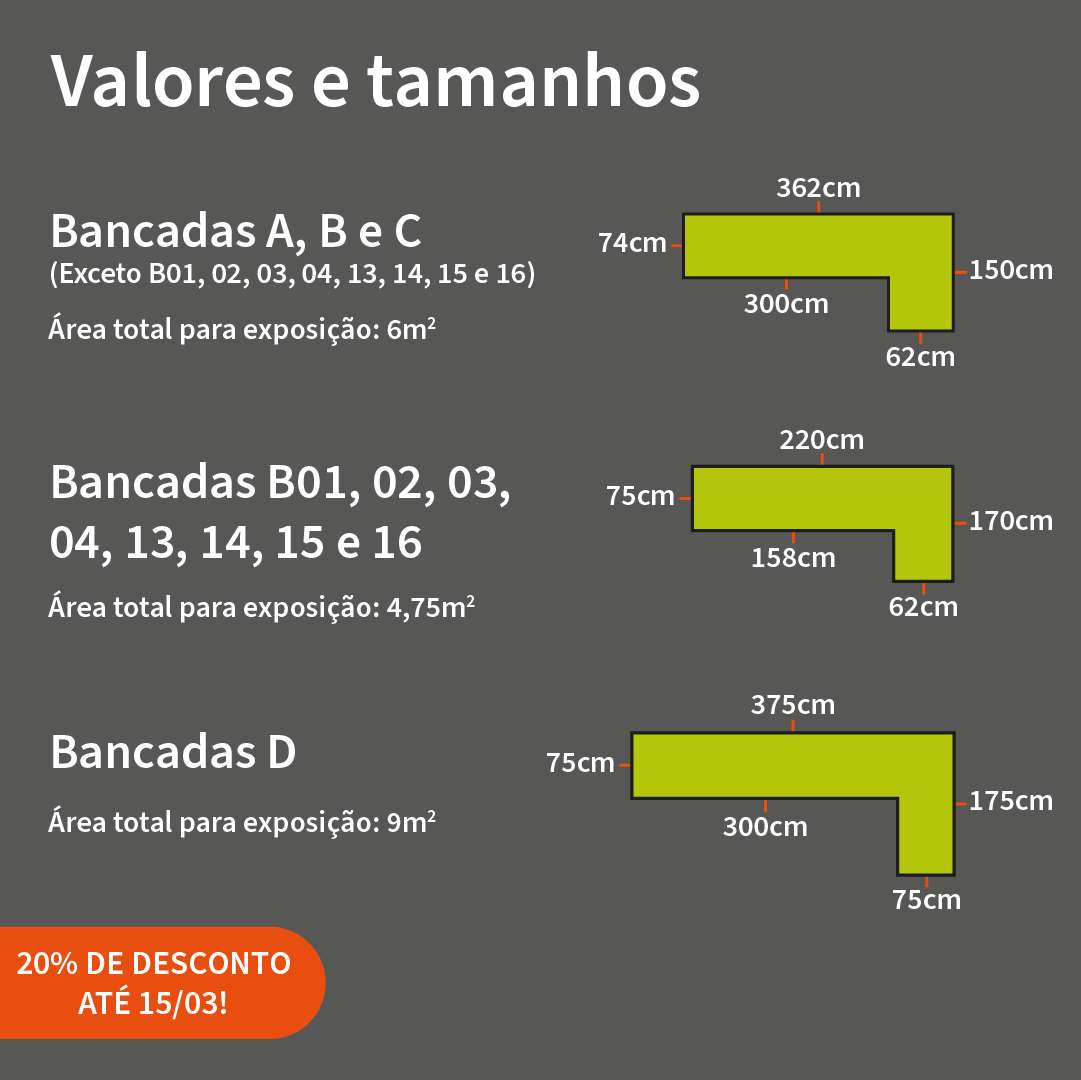 Valores e tamanhos
Bancadas A, B e C
(Exceto B01, 02, 03, 04, 13, 14, 15 e 16)
Área total para exposição: 6m²
362cm
74cm
150cm
300cm
62cm
Bancadas B01, 02, 03,
04, 13, 14, 15 e 16
Área total para exposição: 4,75m²
220cm
75cm
170cm
158cm
62cm
Bancadas D
Área total para exposição: 9m²
375cm
75cm
175cm
300cm
75cm
20% DE DESCONTO
ATÉ 15/03!